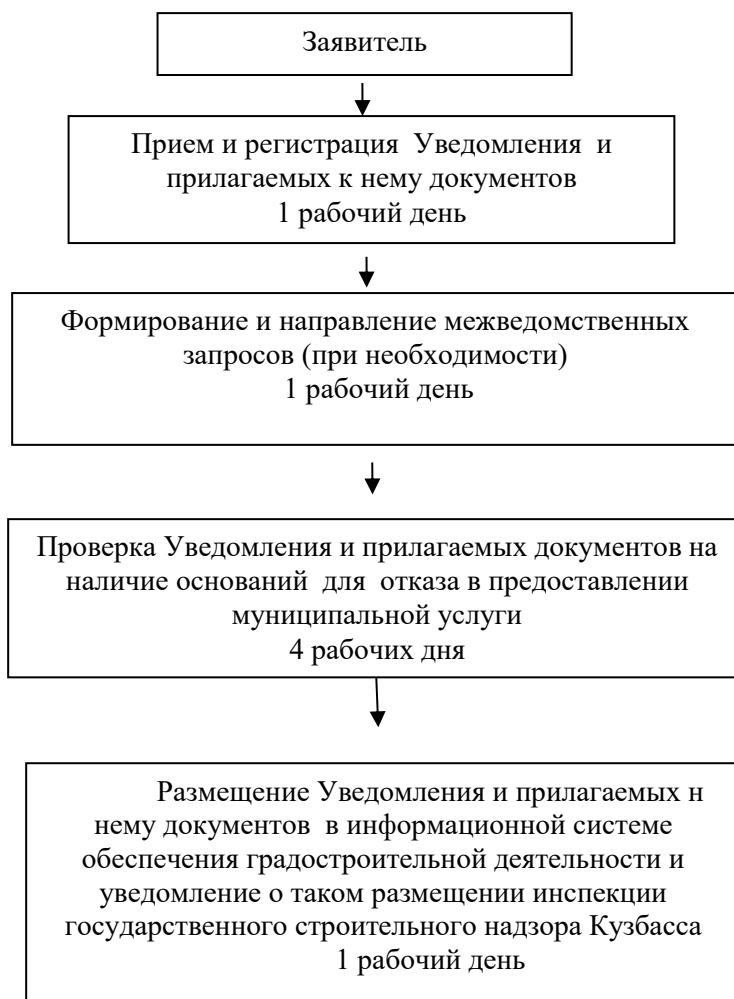 Заявитель
Прием и регистрация Уведомления и
прилагаемых к нему документов
1 рабочий день
Формирование и направление межведомственных
запросов (при необходимости)
1 рабочий день
Проверка Уведомления и прилагаемых документов на
наличие оснований для отказа в предоставлении
муниципальной услуги
4 рабочих дня
Размещение Уведомления и прилагаемых н
нему документов в информационной системе
обеспечения градостроительной деятельности и
уведомление о таком размещении инспекции
государственного строительного надзора Кузбасса
1 рабочий день